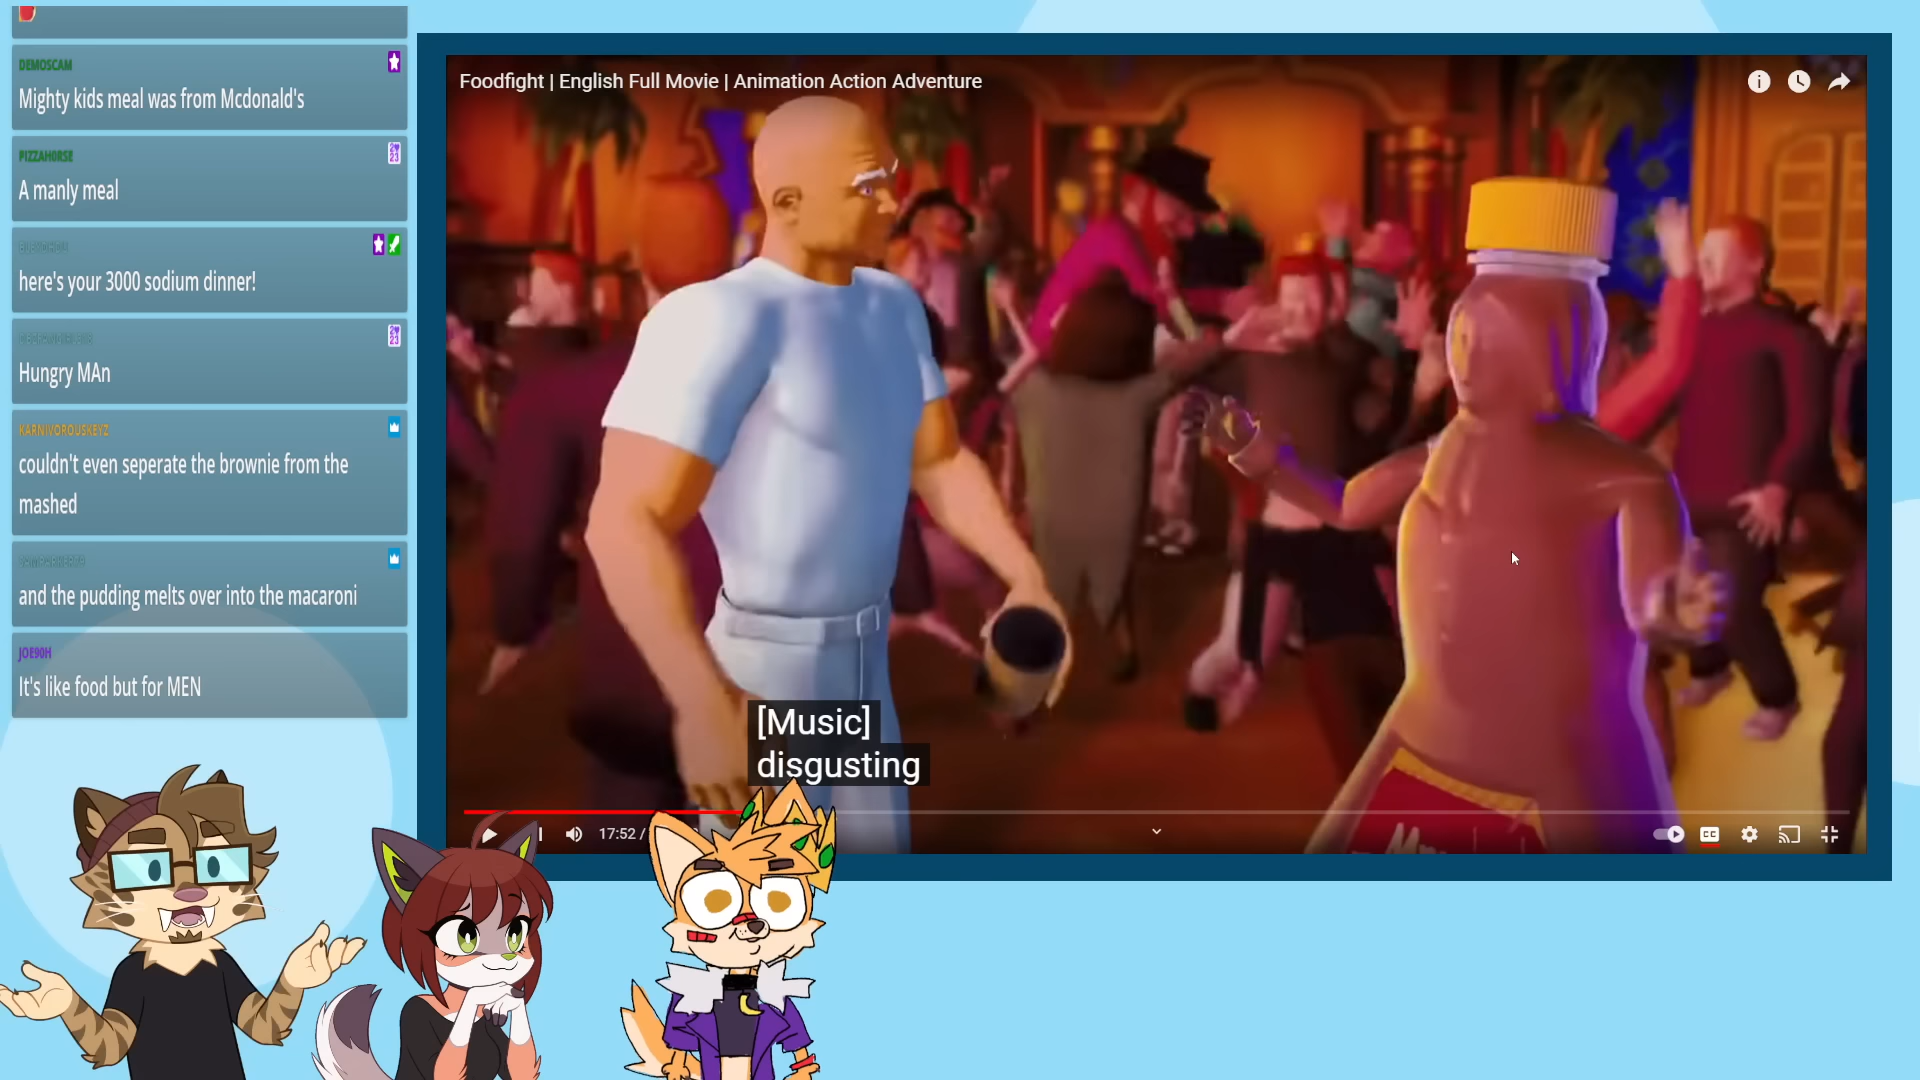 DEMOSCAM
Mighty kids meal was from Mcdonald's
PIZZAH0RSE
A manly meal
here's your 3000 sodium dinner!
Hungry MAn
KARNIVOROUSKEYZ
couldn't even seperate the brownie from the
mashed
and the pudding melts over into the macaroni
JOE90H
It's like food but for MEN
Foodfight | English Full Movie | Animation Action Adventure
[Music]
disgusting
17:52 /
CC